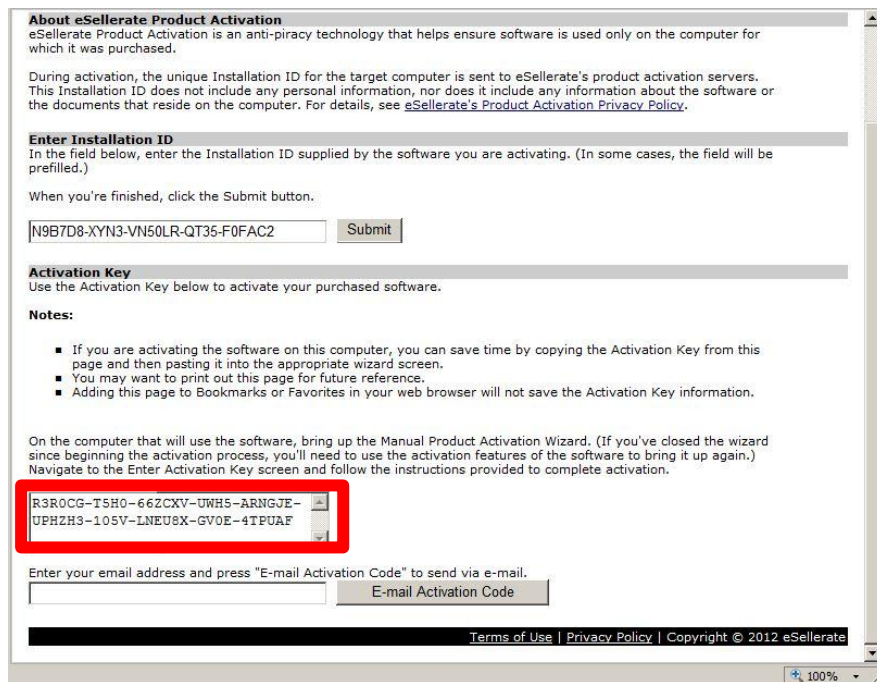 About eSellerate Product Activation
eSellerate Product Activation is an anti-piracy technology that helps ensure software is used only on the computer for
which it was purchased.
During activation, the unique Installation ID for the target computer is sent to eSellerate's product activation servers.
This Installation ID does not include any personal information, nor does it include any information about the software or
the documents that reside on the computer. For details, see eSellerate's Product Activation Privacy Policy.
Enter Installation ID
In the field below, enter the Installation ID supplied by the software you are activating. (In some cases, the field will be
prefilled.)
When you're finished, click the Submit button.
N9B7D8-XYN3-VN50LR-QT35-F0FAC2 Submit
Activation Key
Use the Activation Key below to activate your purchased software.
Notes:
▪ If you are activating the software on this computer, you can save time by copying the Activation Key from this
page and then pasting it into the appropriate wizard screen.
▪ You may want to print out this page for future reference.
▪ Adding this page to Bookmarks or Favorites in your web browser will not save the Activation Key information.
On the computer that will use the software, bring up the Manual Product Activation Wizard. (If you've closed the wizard
since beginning the activation process, you'll need to use the activation features of the software to bring it up again.)
Navigate to the Enter Activation Key screen and follow the instructions provided to complete activation.
R3R0CG-T5H0-66ZCXV-UWH5-ARNGJE-
UPHZH3-105V-LNEU8X-GV0E-4TPUAF
Enter your email address and press "E-mail Activation Code" to send via e-mail.
E-mail Activation Code
Terms of Use | Privacy Policy | Copyright © 2012 eSellerate
100%